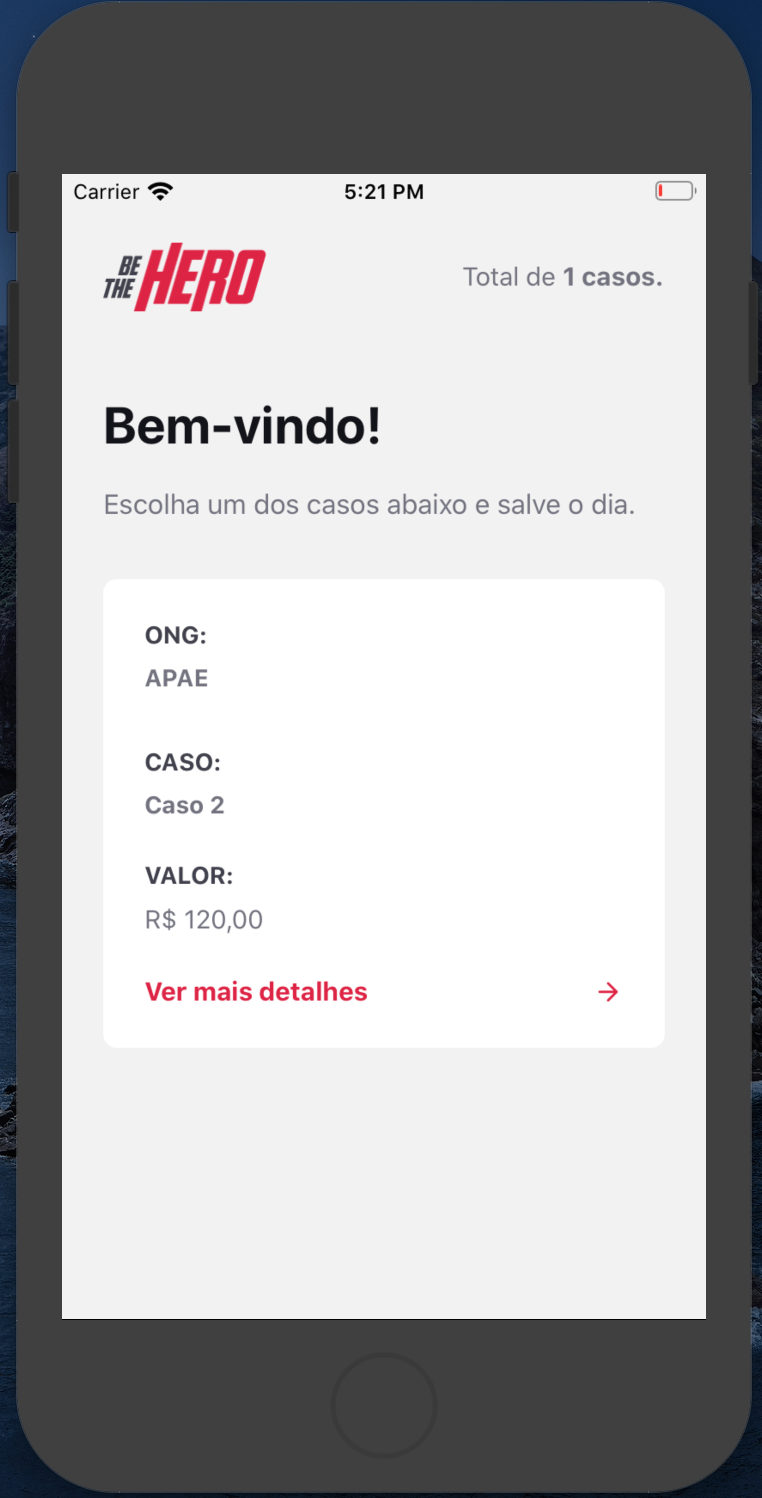 Carrier 5:21 PM
BE THE HERO
Total de 1 casos.
Bem-vindo!
Escolha um dos casos abaixo e salve o dia.
ONG:
APAE
CASO:
Caso 2
VALOR:
R$ 120,00
Ver mais detalhes